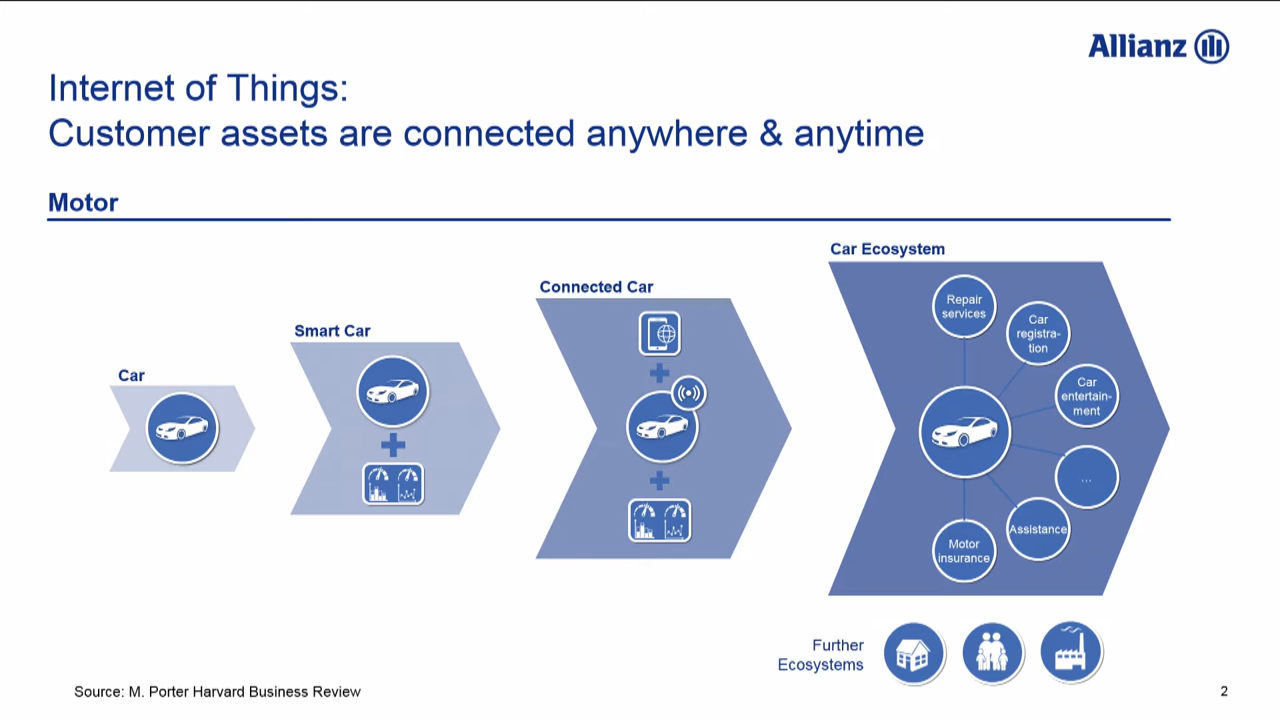 Allianz
Internet of Things:
Customer assets are connected anywhere & anytime
Motor
Car
Smart Car
Connected Car
Car Ecosystem
Repair
services
Car
registra-
tion
Car
entertain-
ment
...
Assistance
Motor
insurance
Further
Ecosystems
Source: M. Porter Harvard Business Review
2